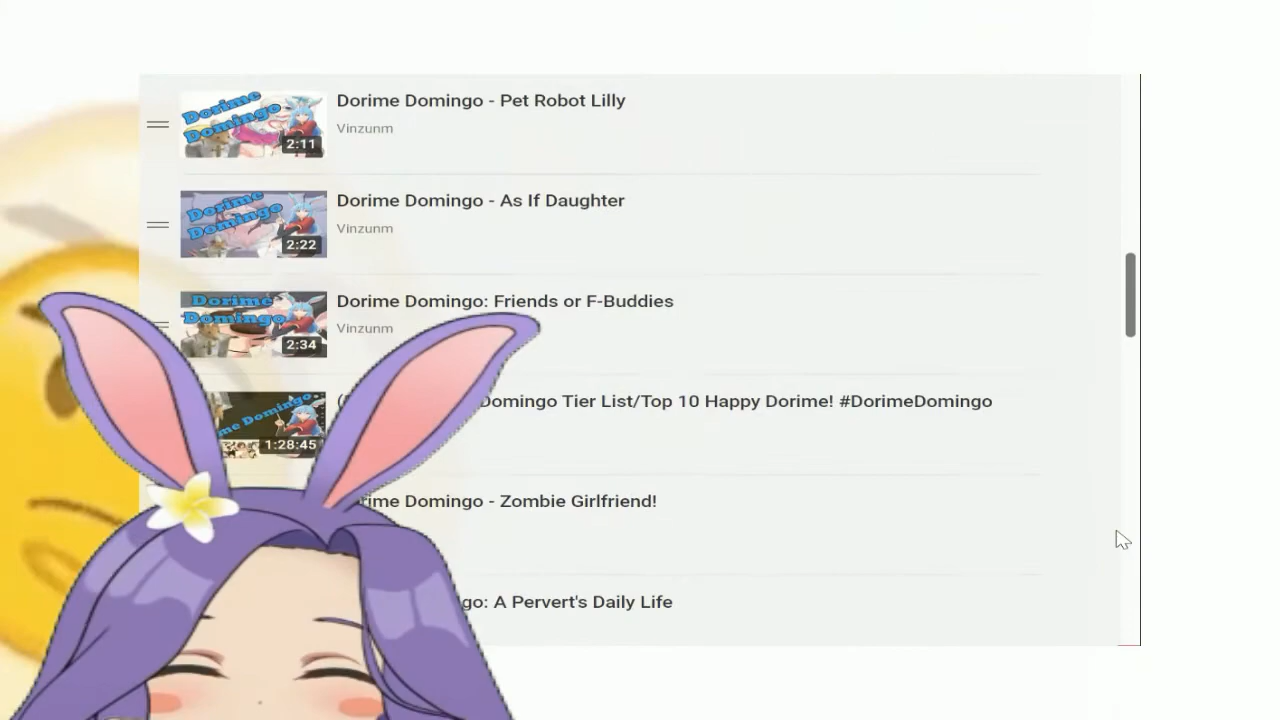 Dorime Domingo - Pet Robot Lilly
Vinzunm
Dorime
Domingo
2:11
Dorime Domingo - As If Daughter
Vinzunm
Dorime
Domingo
2:22
Dorime Domingo: Friends or F-Buddies
Vinzunm
Dorime
Domingo
2:34
( Domingo Tier List/Top 10 Happy Dorime! #DorimeDomingo
me Domingo
1:28:45
rime Domingo - Zombie Girlfriend!
go: A Pervert's Daily Life